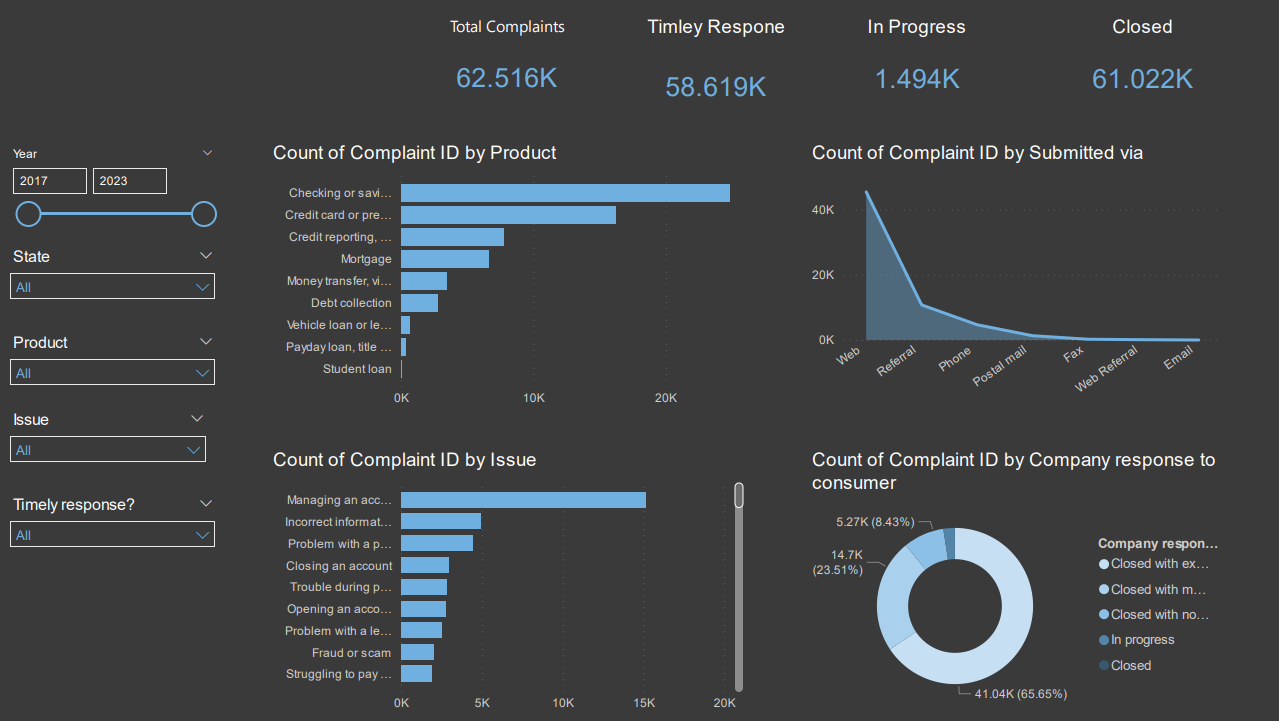 Total Complaints
Timley Respone
In Progress
Closed
62.516K
58.619K
1.494K
61.022K
Year
2017
2023
State
All
Product
All
Issue
All
Timely response?
All
Count of Complaint ID by Product
Checking or savi...
Credit card or pre...
Credit reporting, ...
Mortgage
Money transfer, vi...
Debt collection
Vehicle loan or le...
Payday loan, title ...
Student loan
0K
10K
20K
Count of Complaint ID by Submitted via
40K
20K
0K
Web
Referral
Phone
Postal mail
Fax
Web Referral
Email
Count of Complaint ID by Issue
Managing an acc...
Incorrect informat...
Problem with a p...
Closing an account
Trouble during p...
Opening an acco...
Problem with a le...
Fraud or scam
Struggling to pay ...
0K
5K
10K
15K
20K
Count of Complaint ID by Company response to
consumer
5.27K (8.43%)
14.7K
(23.51%)
41.04K (65.65%)
Company respon...
Closed with ex...
Closed with m...
Closed with no...
In progress
Closed